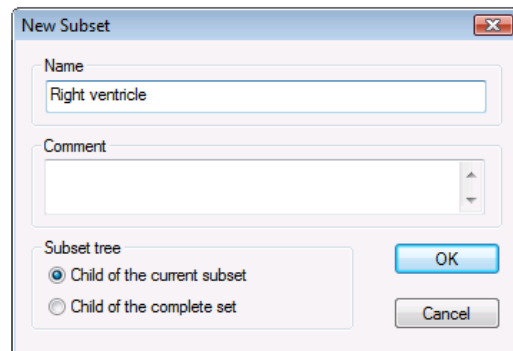 New Subset
Name
Right ventricle
Comment
Subset tree
Child of the current subset
Child of the complete set
OK
Cancel